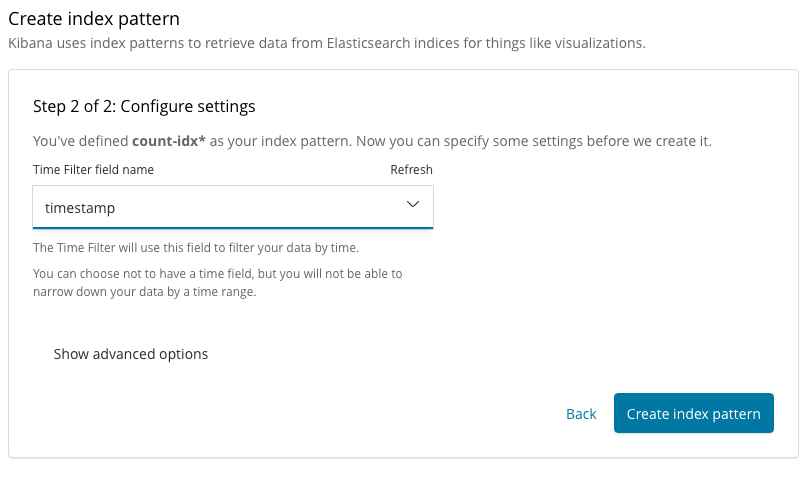 Create index pattern
Kibana uses index patterns to retrieve data from Elasticsearch indices for things like visualizations.
Step 2 of 2: Configure settings
You've defined count-idx* as your index pattern. Now you can specify some settings before we create it.
Time Filter field name Refresh
timestamp
The Time Filter will use this field to filter your data by time.
You can choose not to have a time field, but you will not be able to
narrow down your data by a time range.
Show advanced options
Back Create index pattern